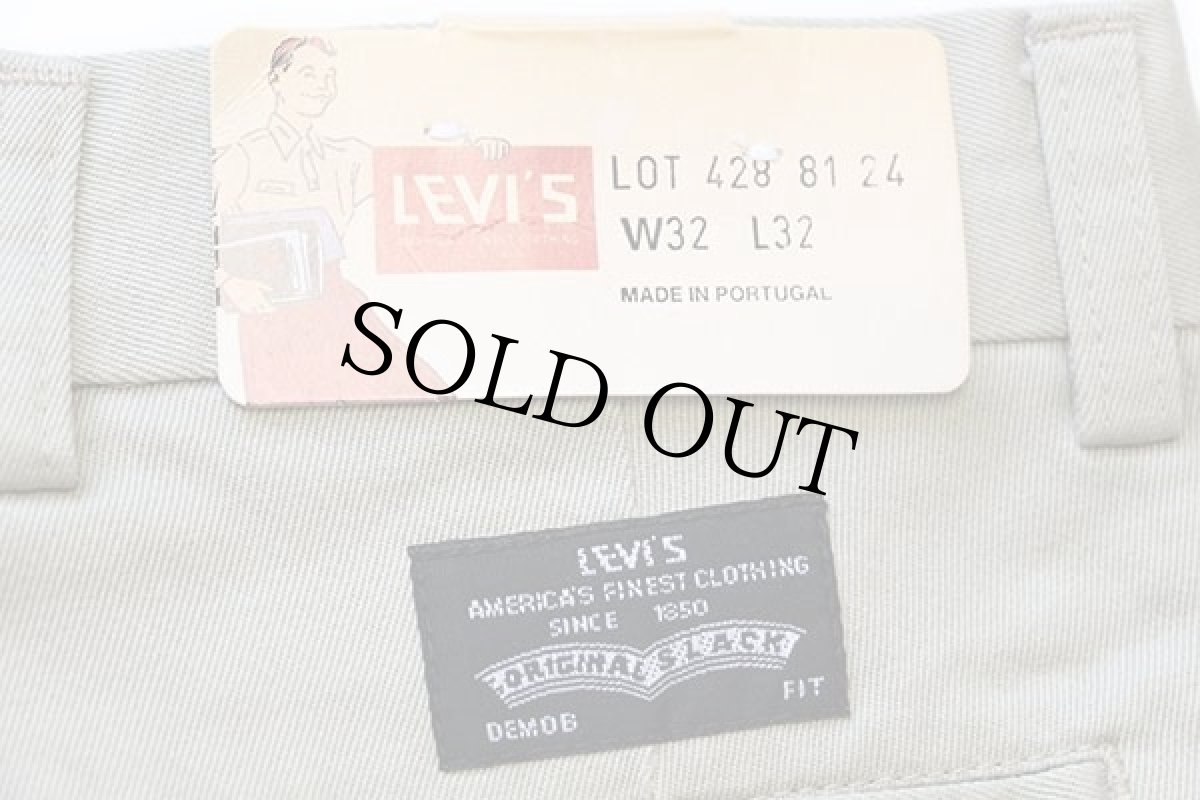 LEVI'S
LOT 428 81 24
W32 L32
MADE IN PORTUGAL
SOLD OUT
LEVI'S
AMERICA'S FINEST CLOTHING
SINCE 1850
ORIGINAL SLACK
DEMOB FIT